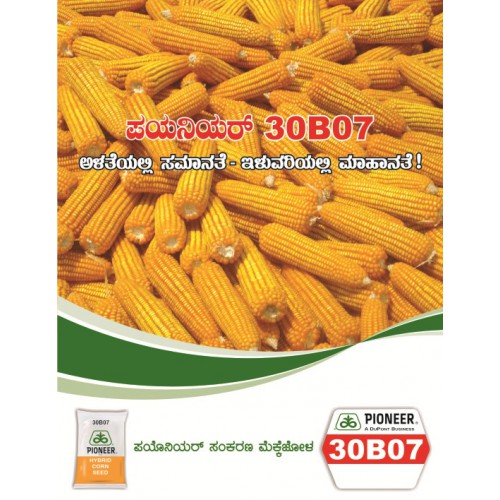 ಪಯನಿಯರ್ 30B07
ಅಳತೆಯಲ್ಲಿ ಸಮಾನತೆ - ಇಳುವರಿಯಲ್ಲಿ ಮಾಹಾನತೆ !
30B07
PIONEER.
HYBRID
CORN
SEED
ಪಯೊನಿಯರ್ ಸಂಕರಣ ಮೆಕ್ಕೆಜೋಳ
PIONEER.
A DUPONT BUSINESS
30B07